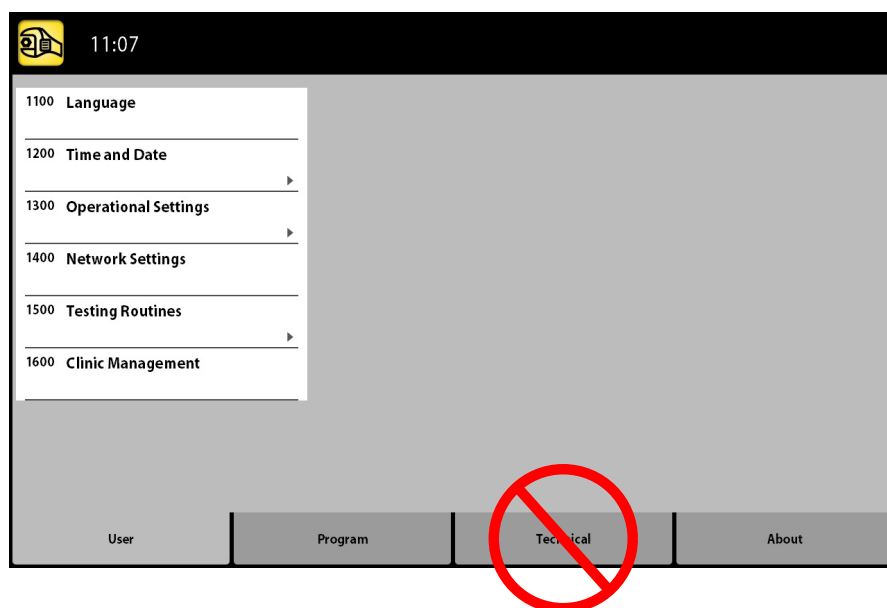 11:07
1100 Language
1200 Time and Date
1300 Operational Settings
1400 Network Settings
1500 Testing Routines
1600 Clinic Management
User Program Technical About